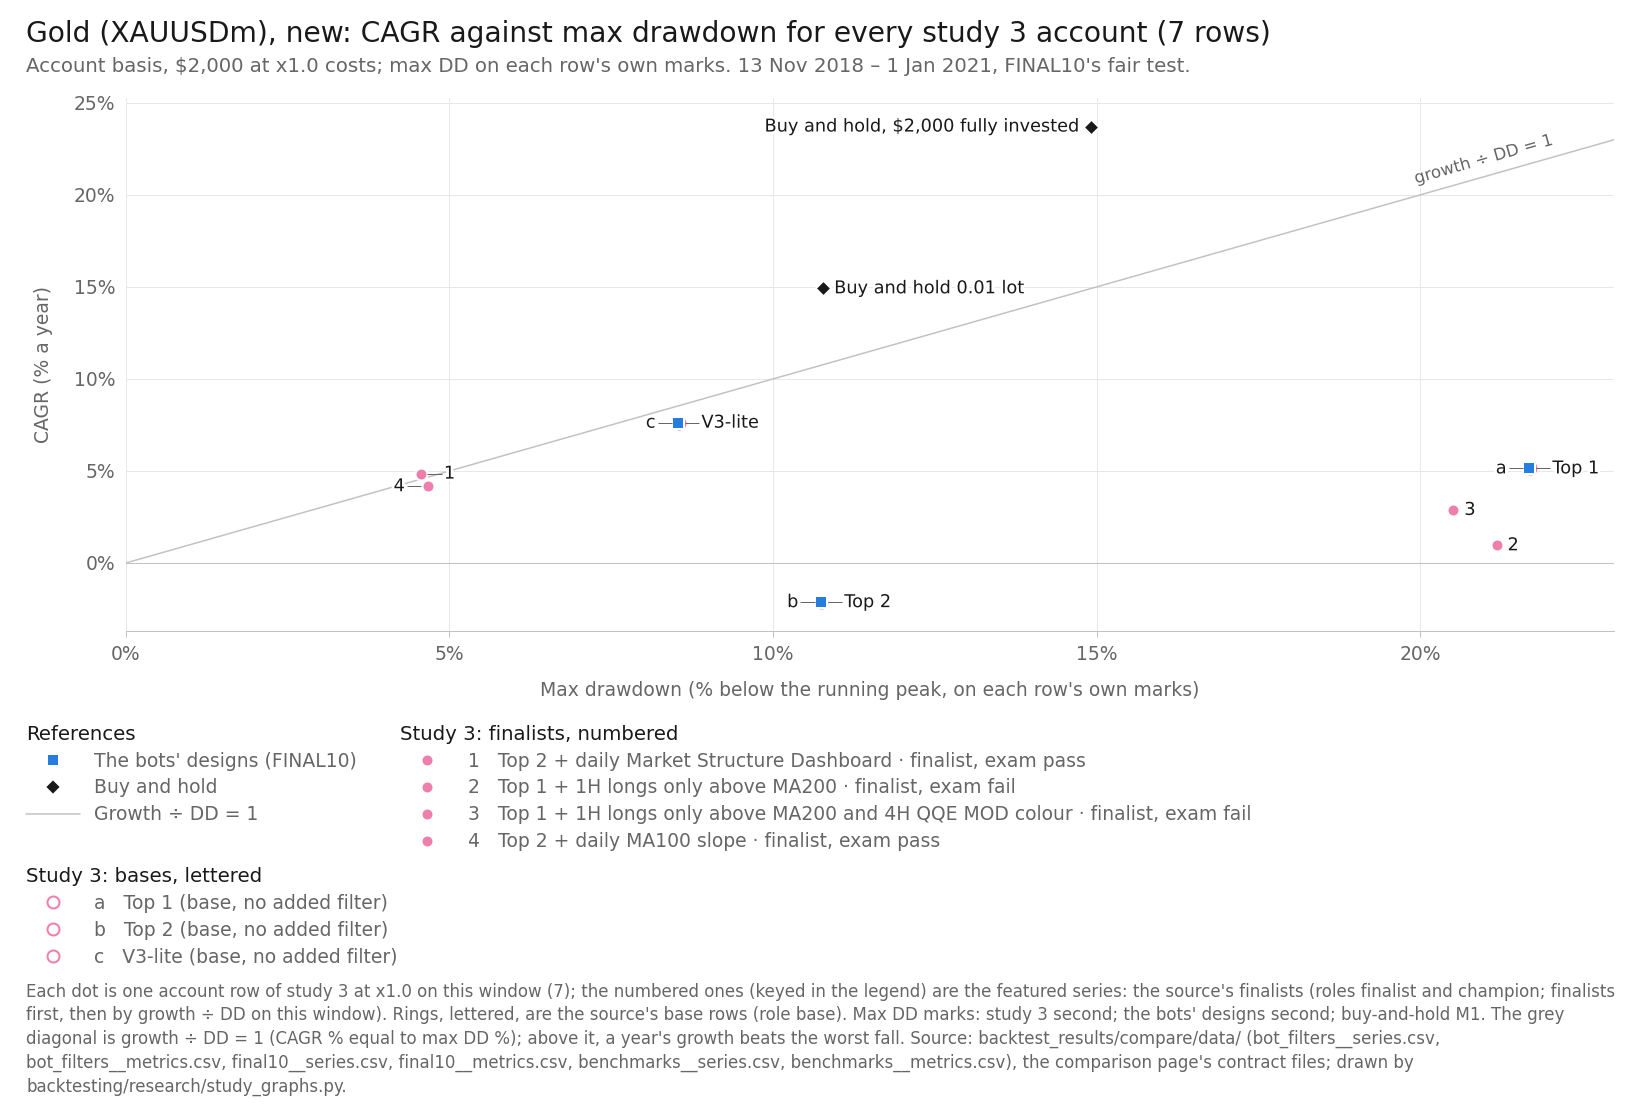 Gold (XAUUSDm), new: CAGR against max drawdown for every study 3 account (7 rows)
Account basis, $2,000 at x1.0 costs; max DD on each row's own marks. 13 Nov 2018 – 1 Jan 2021, FINAL10's fair test.
25%
20%
15%
10%
5%
0%
CAGR (% a year)
Buy and hold, $2,000 fully invested
growth ÷ DD = 1
Buy and hold 0.01 lot
c
V3-lite
1
4
a
Top 1
3
2
b
Top 2
0%
5%
10%
15%
20%
Max drawdown (% below the running peak, on each row's own marks)
References
The bots' designs (FINAL10)
Buy and hold
Growth ÷ DD = 1
Study 3: finalists, numbered
1 Top 2 + daily Market Structure Dashboard · finalist, exam pass
2 Top 1 + 1H longs only above MA200 · finalist, exam fail
3 Top 1 + 1H longs only above MA200 and 4H QQE MOD colour · finalist, exam fail
4 Top 2 + daily MA100 slope · finalist, exam pass
Study 3: bases, lettered
a Top 1 (base, no added filter)
b Top 2 (base, no added filter)
c V3-lite (base, no added filter)
Each dot is one account row of study 3 at x1.0 on this window (7); the numbered ones (keyed in the legend) are the featured series: the source's finalists (roles finalist and champion; finalists
first, then by growth ÷ DD on this window). Rings, lettered, are the source's base rows (role base). Max DD marks: study 3 second; the bots' designs second; buy-and-hold M1. The grey
diagonal is growth ÷ DD = 1 (CAGR % equal to max DD %); above it, a year's growth beats the worst fall. Source: backtest_results/compare/data/ (bot_filters__series.csv,
bot_filters__metrics.csv, final10__series.csv, final10__metrics.csv, benchmarks__series.csv, benchmarks__metrics.csv), the comparison page's contract files; drawn by
backtesting/research/study_graphs.py.